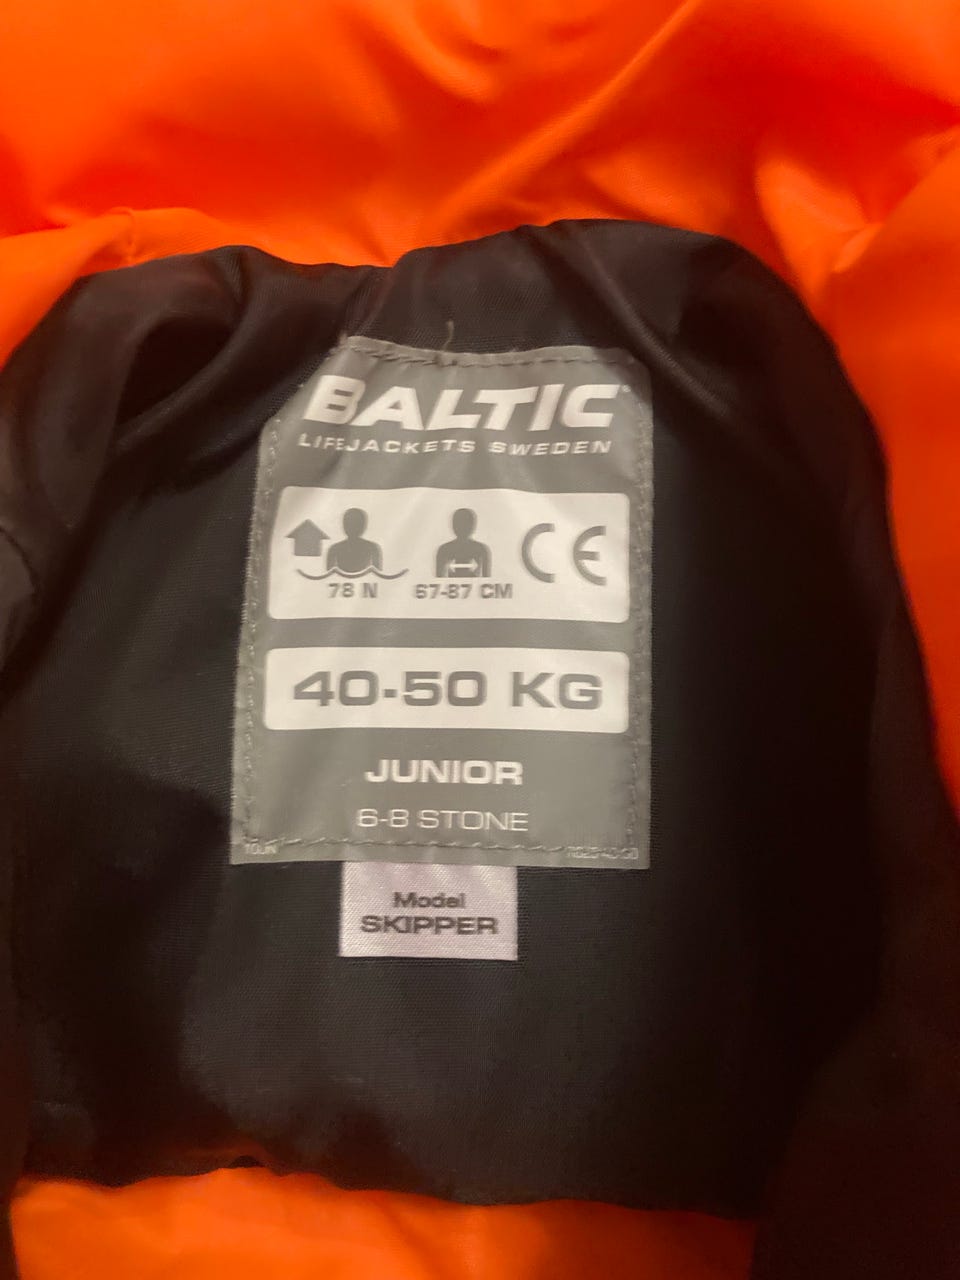 BALTIC
LIFEJACKETS SWEDEN
78 N 67-87 CM CE
40-50 KG
JUNIOR
6-8 STONE
Model
SKIPPER